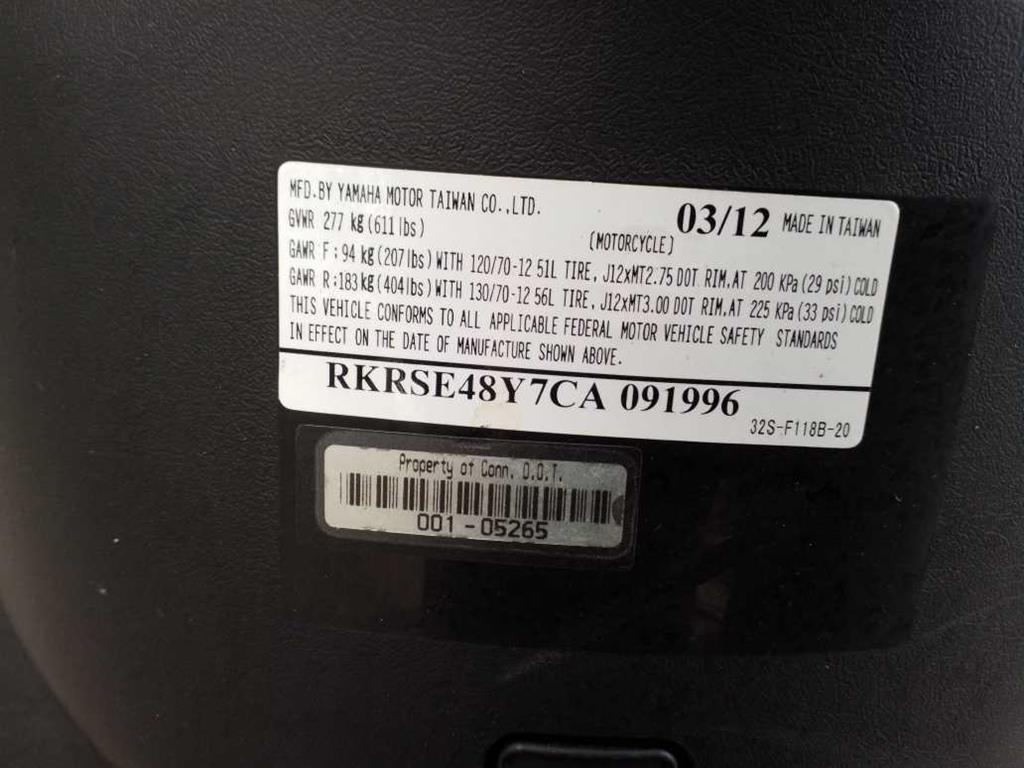 MFD.BY YAMAHA MOTOR TAIWAN CO.,LTD.
03/12 MADE IN TAIWAN
GVWR 277 kg(611 lbs)
[MOTORCYCLE]
GAWR F:94 kg(207 lbs)WITH 120/70-12 51L TIRE, J12xMT2.75 DOT RIM,AT 200 KPa(29 psi)COLD
GAWR R:183 kg(404 lbs)WITH 130/70-12 56L TIRE, J12xMT3.00 DOT RIM,AT 225 KPa(33 psi)COLD
THIS VEHICLE CONFORMS TO ALL APPLICABLE FEDERAL MOTOR VEHICLE SAFETY STANDARDS
IN EFFECT ON THE DATE OF MANUFACTURE SHOWN ABOVE.
RKRSE48Y7CA 091996
32S-F118B-20
Property of Conn. D.O.T.
001-05265